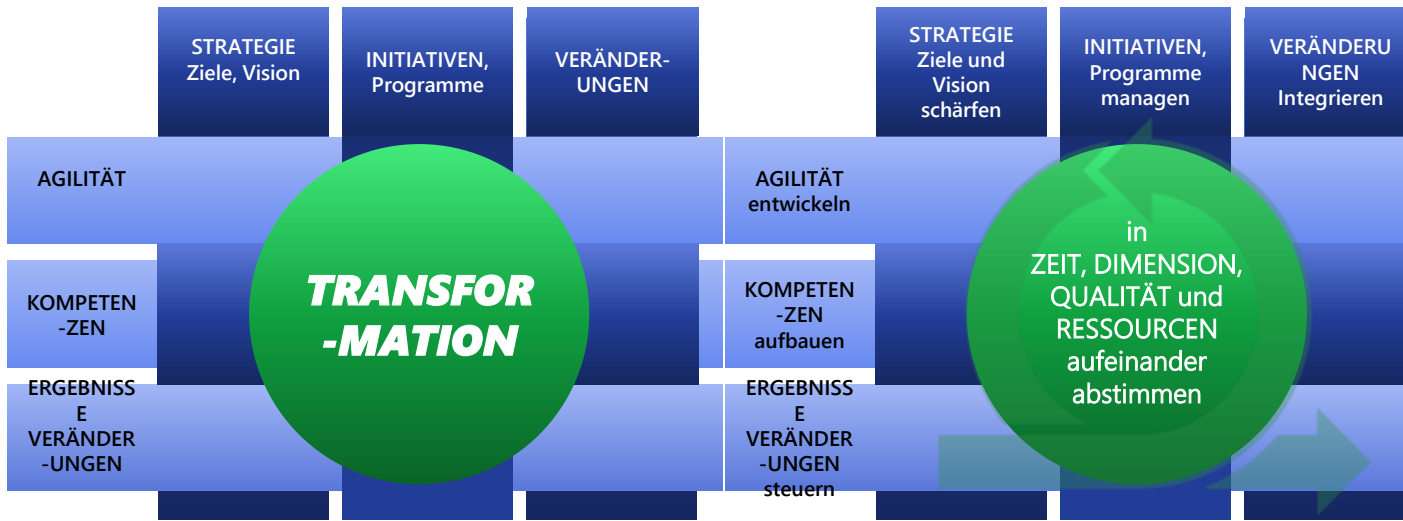 STRATEGIE
Ziele, Vision
INITIATIVEN,
Programme
VERÄNDER-
UNGEN
AGILITÄT
KOMPETEN
-ZEN
ERGEBNISS
E
VERÄNDER
-UNGEN
TRANSFOR
-MATION
STRATEGIE
Ziele und
Vision
schärfen
INITIATIVEN,
Programme
managen
VERÄNDERU
NGEN
Integrieren
AGILITÄT
entwickeln
KOMPETEN
-ZEN
aufbauen
ERGEBNISS
E
VERÄNDER
-UNGEN
steuern
in
ZEIT, DIMENSION,
QUALITÄT und
RESSOURCEN
aufeinander
abstimmen